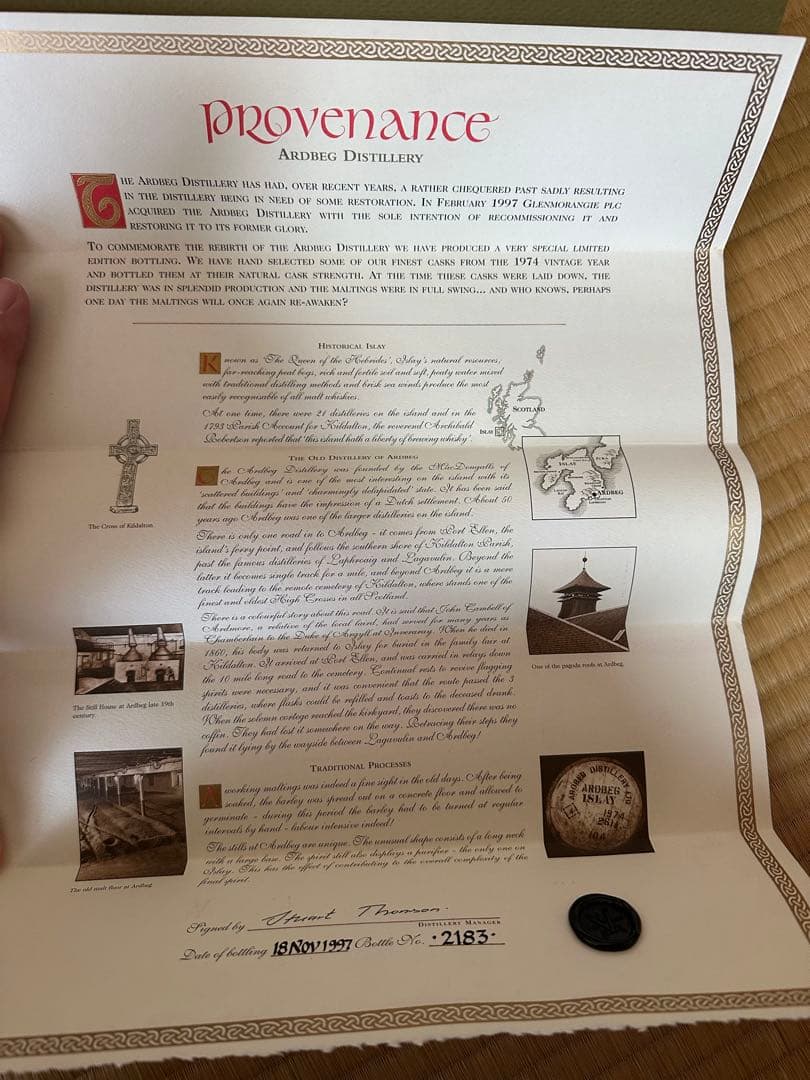 Provenance
Ardbeg Distillery
The Ardbeg Distillery has had, over recent years, a rather chequered past sadly resulting
in the distillery being in need of some restoration. In February 1997 Glenmorangie plc
acquired the Ardbeg Distillery with the sole intention of recommissioning it and
restoring it to its former glory.
To commemorate the rebirth of the Ardbeg Distillery we have produced a very special limited
edition bottling. We have hand selected some of our finest casks from the 1974 vintage year
and bottled them at their natural cask strength. At the time these casks were laid down, the
distillery was in splendid production and the maltings were in full swing... and who knows, perhaps
one day the maltings will once again re-awaken?
Historical Islay
Known as 'The Queen of the Hebrides', Islay's natural resources,
far-reaching peat bogs, rich and fertile soil and soft, peaty water mixed
with traditional distilling methods and brisk sea winds produce the most
easily recognisable of all malt whiskies.
At one time, there were 21 distilleries on the island and in the
1793 Parish Account for Kildalton, the reverend Archibald
Robertson reported that 'this island hath a liberty of brewing whisky'.
Scotland
Islay
The Old Distillery of Ardbeg
The Ardbeg Distillery was founded by the MacDougalls of
Ardbeg and is one of the most interesting on the island with its
'scattered buildings' and 'charmingly delipidated' state. It has been said
that the buildings have the impression of a Dutch settlement. About 50
years ago Ardbeg was one of the larger distilleries on the island.
There is only one road in to Ardbeg - it comes from Port Ellen, the
island's ferry point, and follows the southern shore of Kildalton Parish,
past the famous distilleries of Laphroaig and Lagavulin. Beyond the
latter it becomes single track for a mile, and beyond Ardbeg it is a mere
track leading to the remote cemetery of Kildalton, where stands one of the
finest and oldest High Crosses in all Scotland.
There is a colourful story about this road. It is said that John Cambell of
Ardmore, a relative of the local laird, had served for many years as
Chamberlain to the Duke of Argyll at Inveraray. When he died in
1860, his body was returned to Islay for burial in the family lair at
Kildalton. It arrived at Port Ellen, and was carried in relays down
the 10 mile long road to the cemetery. Continual rests to revive flagging
spirits were necessary, and it was convenient that the route passed the 3
distilleries, where flasks could be refilled and toasts to the deceased drank.
When the solemn cortege reached the kirkyard, they discovered there was no
coffin. They had lost it somewhere on the way. Retracing their steps they
found it lying by the wayside between Lagavulin and Ardbeg!
The Cross of Kildalton.
ISLAY
JURA
ARDBEG
One of the pagoda roofs at Ardbeg.
The Still House at Ardbeg late 19th
century.
Traditional Processes
A working maltings was indeed a fine sight in the old days. After being
soaked, the barley was spread out on a concrete floor and allowed to
germinate - during this period the barley had to be turned at regular
intervals by hand - labour intensive indeed!
The stills at Ardbeg are unique. The unusual shape consists of a long neck
with a large base. The spirit still also displays a purifier - the only one on
Islay. This has the effect of contributing to the overall complexity of the
final spirit.
The old malt floor at Ardbeg.
ARDBEG DISTILLERY LTD
ARDBEG
ISLAY
1974
Signed by Stuart Thomson
Distillery Manager
Date of bottling 18 NOV 1997 Bottle No. ·2183·